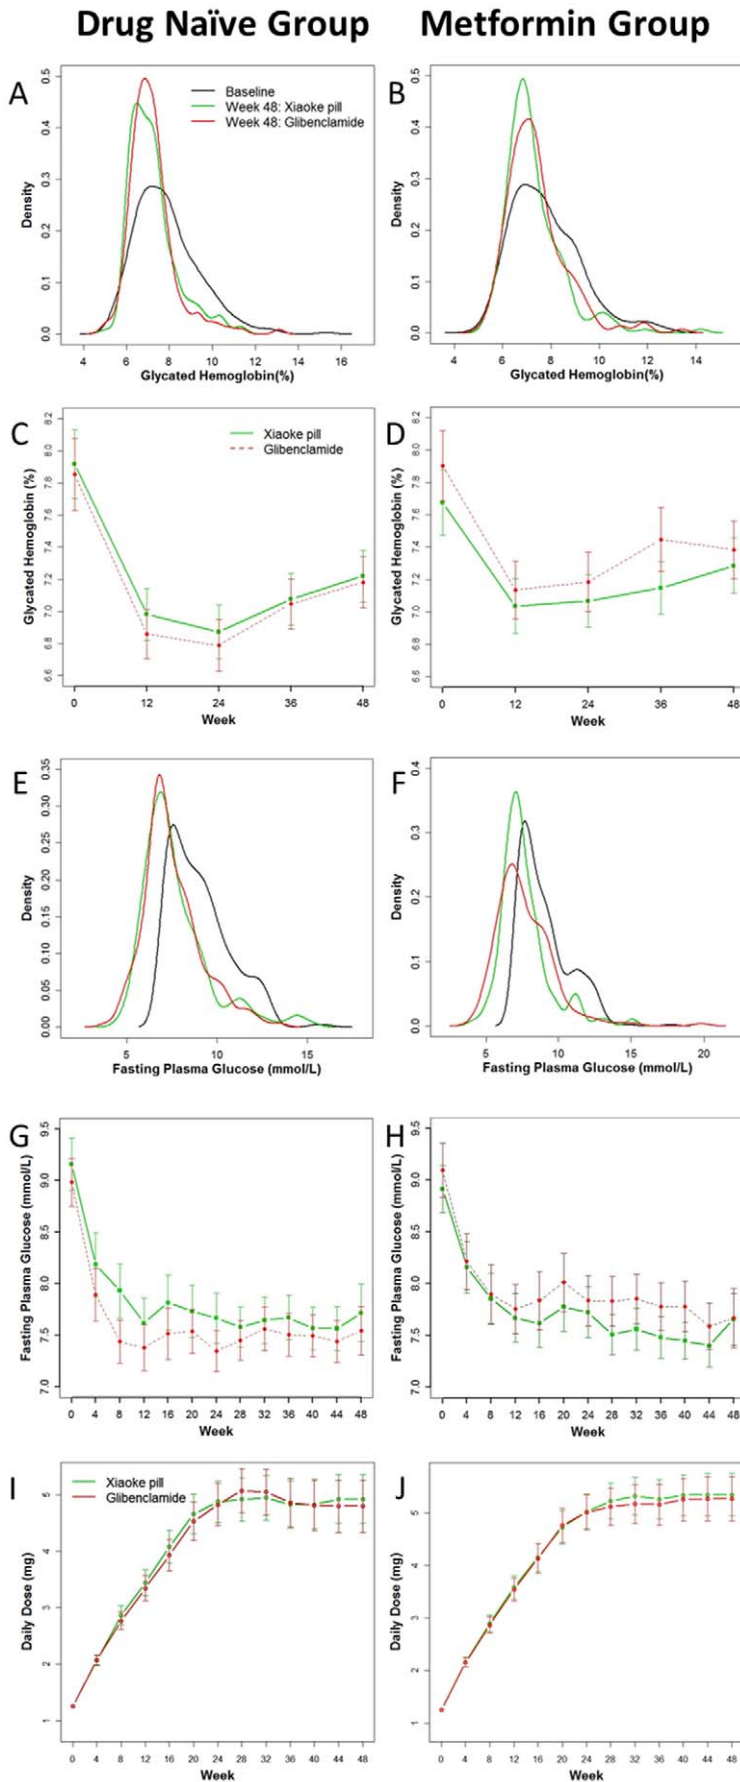 Drug Naïve Group Metformin Group
A
Baseline
Week 48: Xiaoke pill
Week 48: Glibenclamide
Density
0.0 0.1 0.2 0.3 0.4 0.5
4 6 8 10 12 14 16
Glycated Hemoglobin(%)
B
Density
0.0 0.1 0.2 0.3 0.4 0.5
4 6 8 10 12 14
Glycated Hemoglobin(%)
C
Xiaoke pill
Glibenclamide
Glycated Hemoglobin (%)
6.6 6.8 7.0 7.2 7.4 7.6 7.8 8.0 8.2
0 12 24 36 48
Week
D
Glycated Hemoglobin (%)
6.6 6.8 7.0 7.2 7.4 7.6 7.8 8.0 8.2
0 12 24 36 48
Week
E
Density
0.00 0.05 0.10 0.15 0.20 0.25 0.30 0.35
5 10 15
Fasting Plasma Glucose (mmol/L)
F
Density
0.0 0.1 0.2 0.3 0.4
5 10 15 20
Fasting Plasma Glucose (mmol/L)
G
Fasting Plasma Glucose (mmol/L)
7.0 7.5 8.0 8.5 9.0 9.5
0 4 8 12 16 20 24 28 32 36 40 44 48
Week
H
Fasting Plasma Glucose (mmol/L)
7.0 7.5 8.0 8.5 9.0 9.5
0 4 8 12 16 20 24 28 32 36 40 44 48
Week
I
Xiaoke pill
Glibenclamide
Daily Dose (mg)
1 2 3 4 5
0 4 8 12 16 20 24 28 32 36 40 44 48
Week
J
Daily Dose (mg)
1 2 3 4 5
0 4 8 12 16 20 24 28 32 36 40 44 48
Week